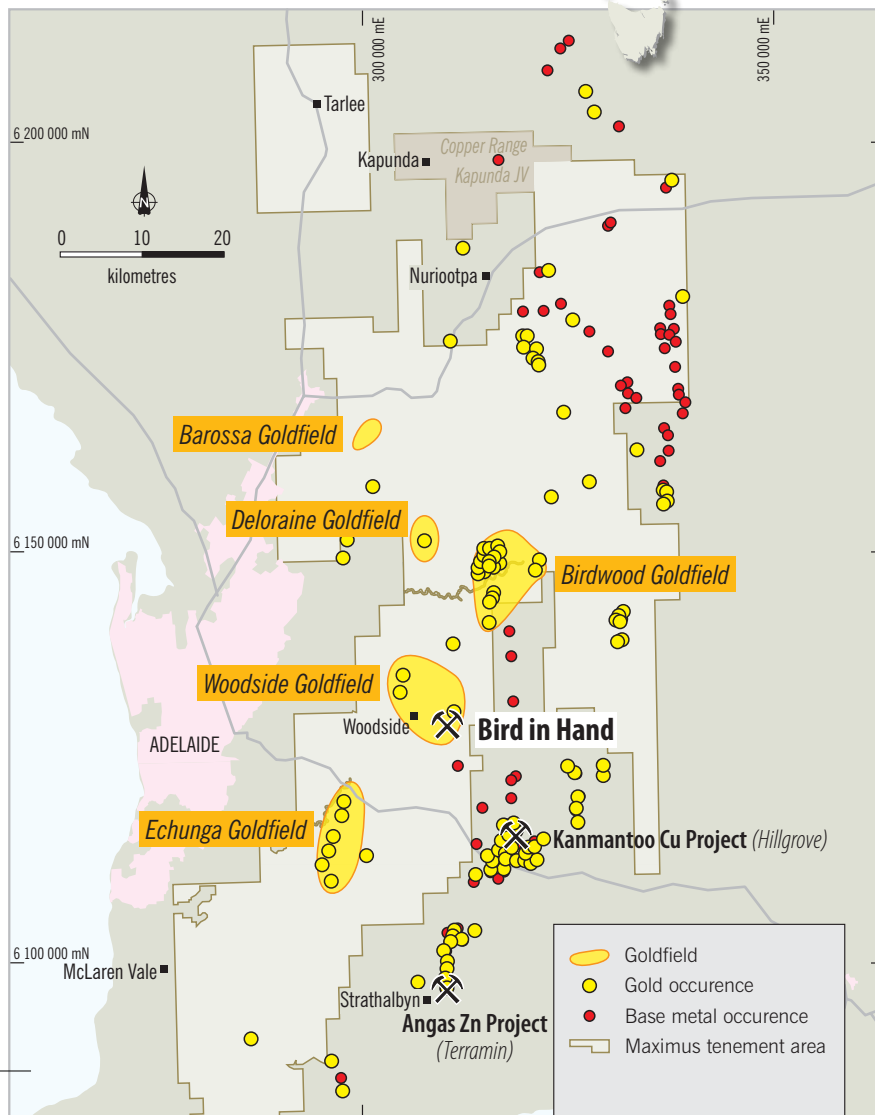 300 000 mE
350 000 mE
Tarlee
6 200 000 mN
Copper Range
Kapunda
Kapunda JV
N
0 10 20
kilometres
Nuriootpa
Barossa Goldfield
Deloraine Goldfield
6 150 000 mN
Birdwood Goldfield
Woodside Goldfield
Woodside
Bird in Hand
ADELAIDE
Echunga Goldfield
Kanmantoo Cu Project (Hillgrove)
6 100 000 mN
McLaren Vale
Strathalbyn
Angas Zn Project
(Terramin)
Goldfield
Gold occurence
Base metal occurence
Maximus tenement area